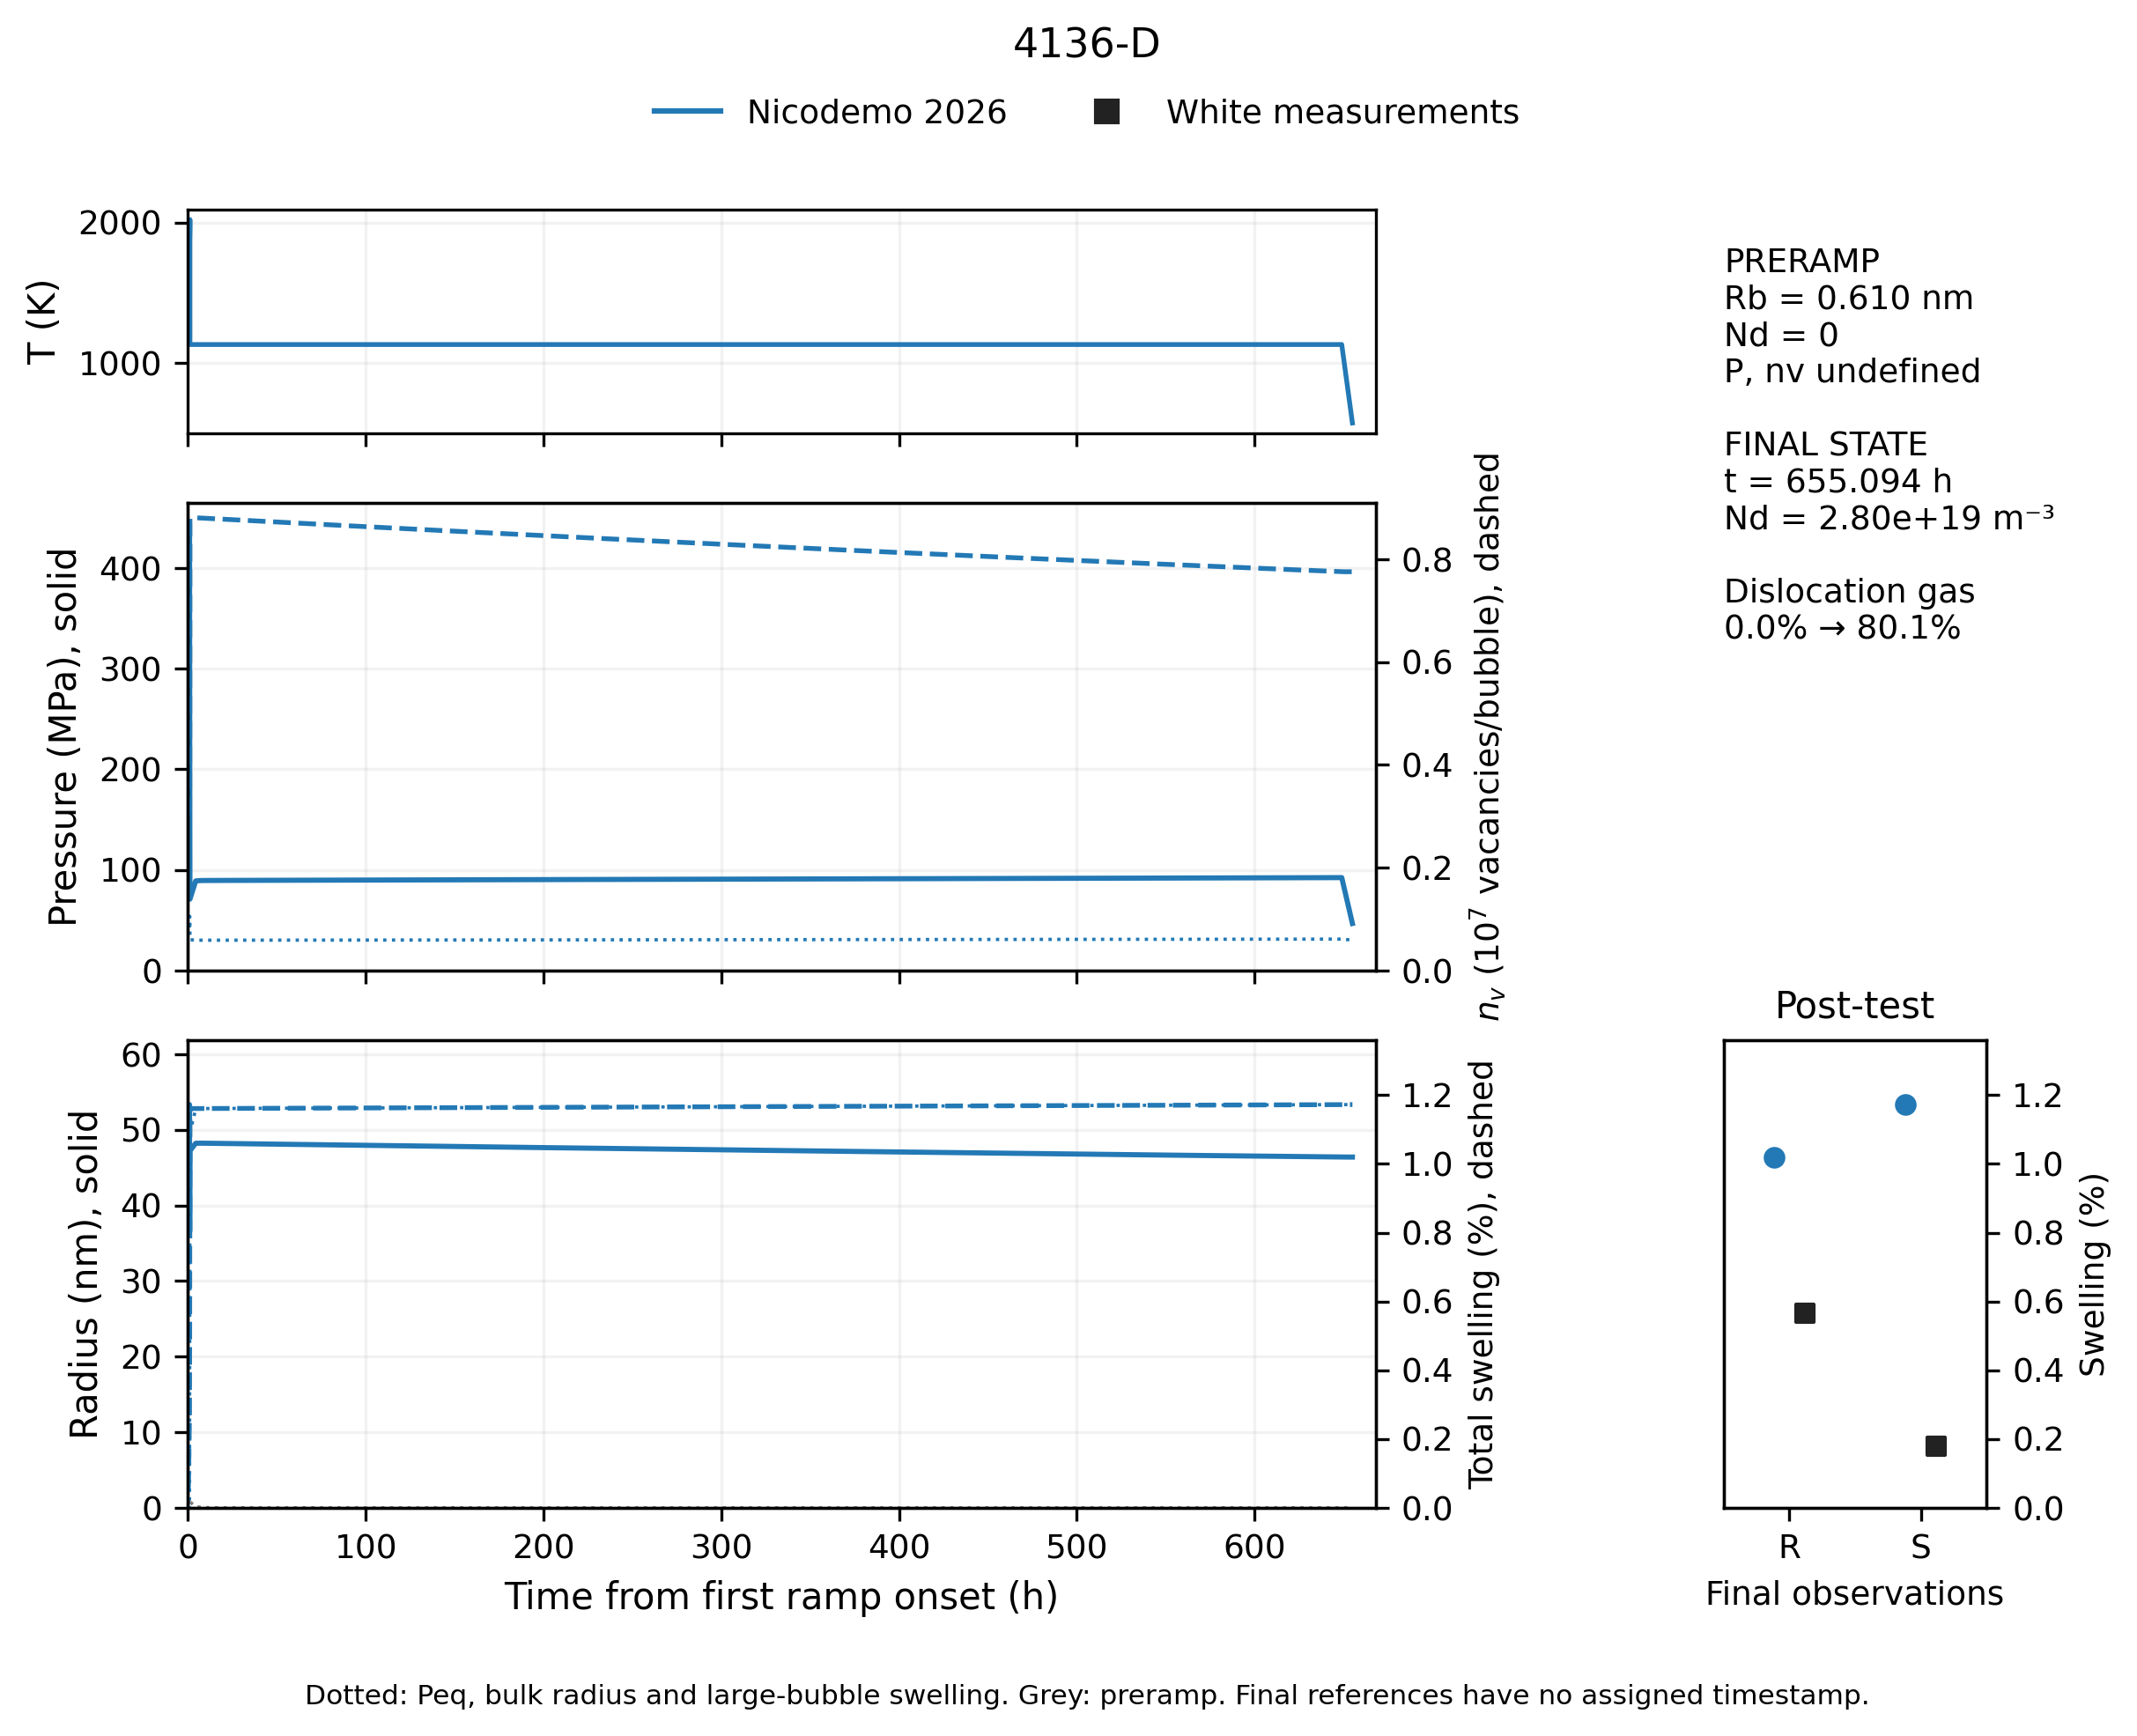 4136-D
Nicodemo 2026
White measurements
T (K)
2000
1000
Pressure (MPa), solid
400
300
200
100
0
n_v (10⁷ vacancies/bubble), dashed
0.8
0.6
0.4
0.2
0.0
PRERAMP
Rb = 0.610 nm
Nd = 0
P, nv undefined
FINAL STATE
t = 655.094 h
Nd = 2.80e+19 m⁻³
Dislocation gas
0.0% → 80.1%
Radius (nm), solid
60
50
40
30
20
10
0
Total swelling (%), dashed
1.2
1.0
0.8
0.6
0.4
0.2
0.0
0 100 200 300 400 500 600
Time from first ramp onset (h)
Post-test
1.2
1.0
0.8
0.6
0.4
0.2
0.0
Swelling (%)
R S
Final observations
Dotted: Peq, bulk radius and large-bubble swelling. Grey: preramp. Final references have no assigned timestamp.